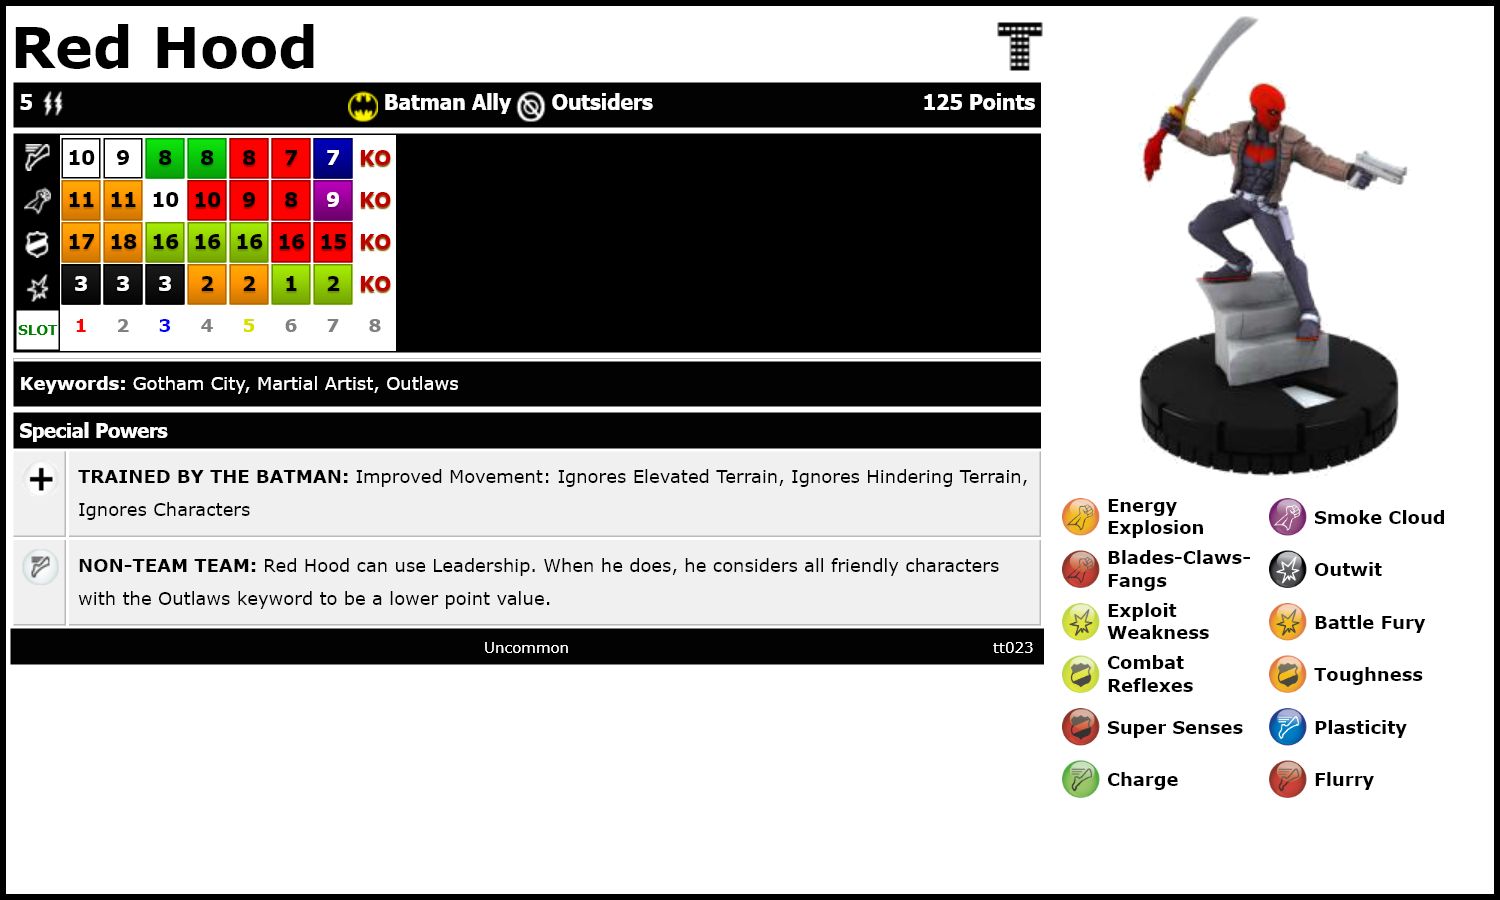 Red Hood
T
5 Batman Ally Outsiders 125 Points
10 9 8 8 8 7 7 KO
11 11 10 10 9 8 9 KO
17 18 16 16 16 16 15 KO
3 3 3 2 2 1 2 KO
SLOT 1 2 3 4 5 6 7 8
Keywords: Gotham City, Martial Artist, Outlaws
Special Powers
TRAINED BY THE BATMAN: Improved Movement: Ignores Elevated Terrain, Ignores Hindering Terrain,
Ignores Characters
NON-TEAM TEAM: Red Hood can use Leadership. When he does, he considers all friendly characters
with the Outlaws keyword to be a lower point value.
Uncommon tt023
Energy
Explosion
Smoke Cloud
Blades-Claws-
Fangs
Outwit
Exploit
Weakness
Battle Fury
Combat
Reflexes
Toughness
Super Senses
Plasticity
Charge
Flurry